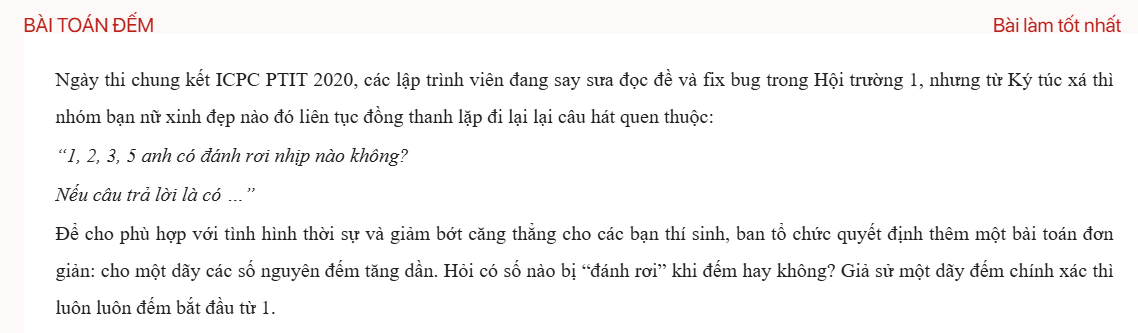 BÀI TOÁN ĐẾM
Bài làm tốt nhất
Ngày thi chung kết ICPC PTIT 2020, các lập trình viên đang say sưa đọc đề và fix bug trong Hội trường 1, nhưng từ Ký túc xá thì
nhóm bạn nữ xinh đẹp nào đó liên tục đồng thanh lặp đi lại lại câu hát quen thuộc:
“1, 2, 3, 5 anh có đánh rơi nhịp nào không?
Nếu câu trả lời là có …”
Để cho phù hợp với tình hình thời sự và giảm bớt căng thẳng cho các bạn thí sinh, ban tổ chức quyết định thêm một bài toán đơn
giản: cho một dãy các số nguyên đếm tăng dần. Hỏi có số nào bị “đánh rơi” khi đếm hay không? Giả sử một dãy đếm chính xác thì
luôn luôn đếm bắt đầu từ 1.